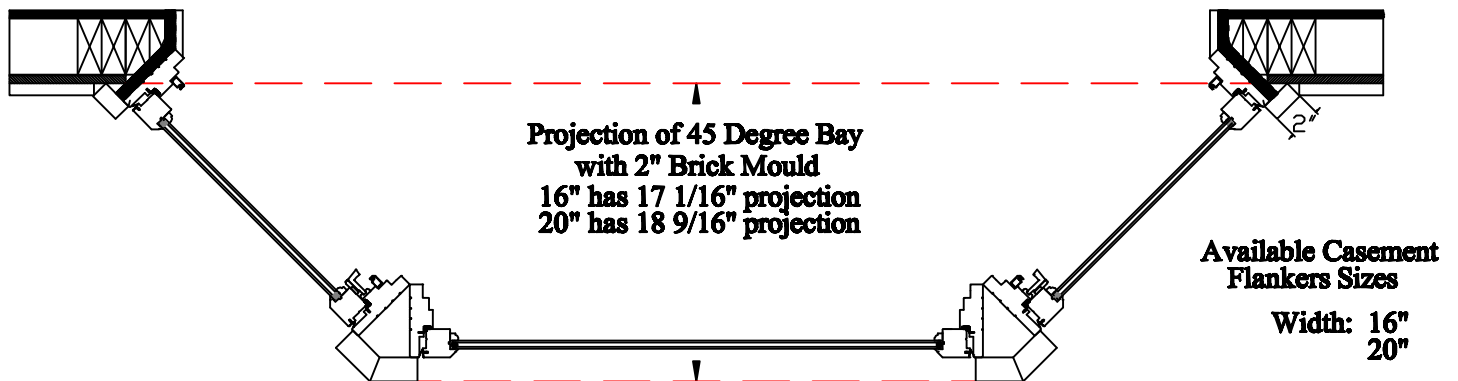 Projection of 45 Degree Bay
with 2" Brick Mould
16" has 17 1/16" projection
20" has 18 9/16" projection
2"
Available Casement
Flankers Sizes
Width: 16"
20"